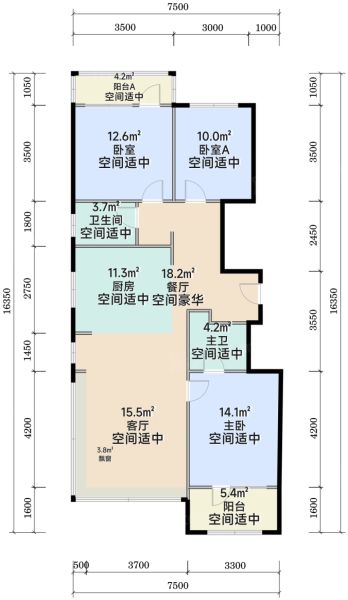 7500
3500
3000
1000
1050
3500
1800
2750
1450
4200
1600
16350
1050
3500
2450
3550
4200
1600
16350
4.2㎡
阳台A
空间适中
12.6㎡
卧室
空间适中
10.0㎡
卧室A
空间适中
3.7㎡
卫生间
空间适中
11.3㎡
厨房
空间适中
18.2㎡
餐厅
空间豪华
4.2㎡
主卫
空间适中
15.5㎡
客厅
空间适中
3.8㎡
飘窗
14.1㎡
主卧
空间适中
5.4㎡
阳台
空间适中
500
3700
3300
7500